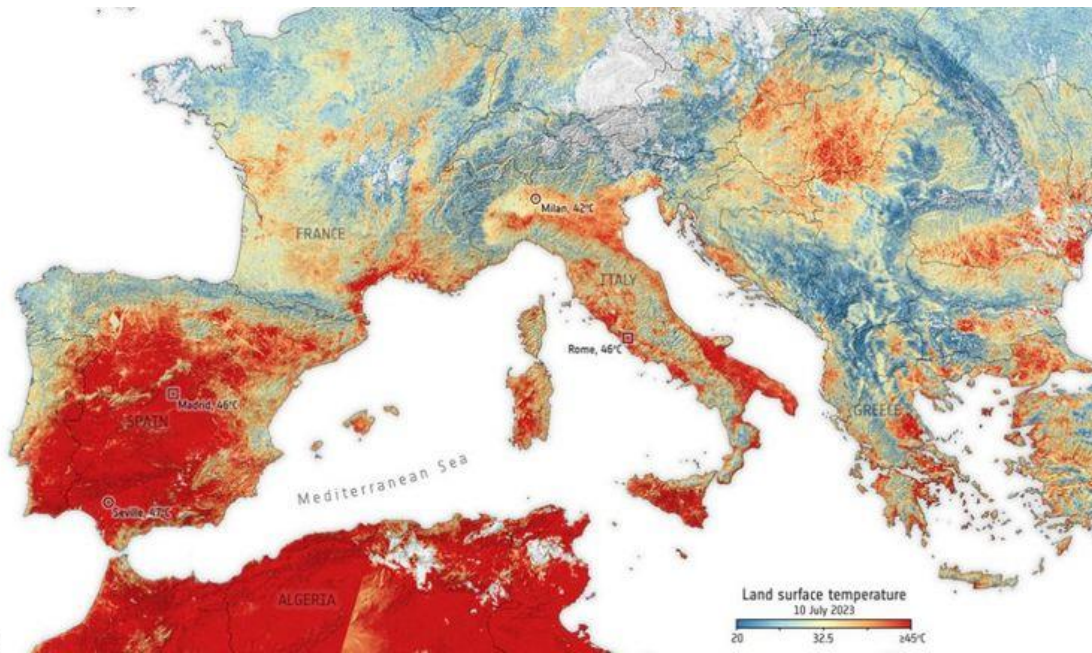 Milan, 42°C
FRANCE
ITALY
Rome, 46°C
Madrid, 46°C
SPAIN
GREECE
Mediterranean Sea
Seville, 47°C
ALGERIA
Land surface temperature
10 July 2023
20 32.5 ≥45°C